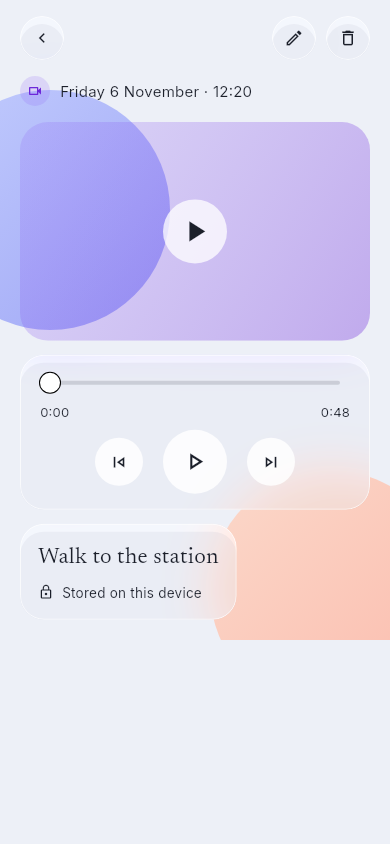 Friday 6 November · 12:20
0:00
0:48
Walk to the station
Stored on this device